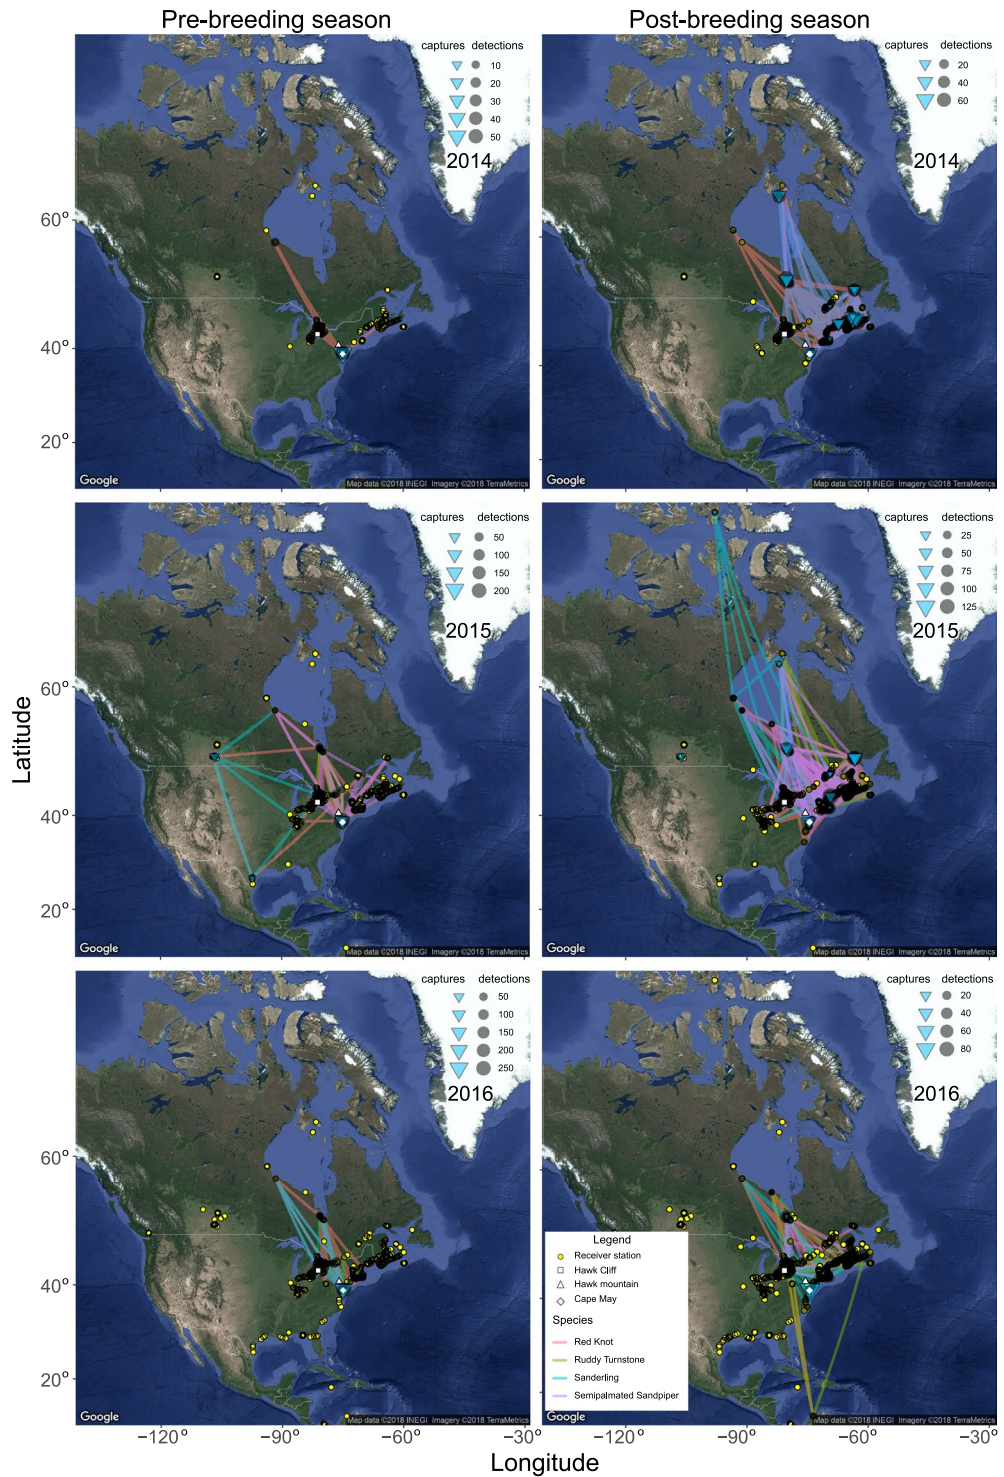 Pre-breeding season
Post-breeding season
captures detections
10
20
30
40
50
2014
60°
40°
20°
Google
Map data ©2018 INEGI Imagery ©2018 TerraMetrics
captures detections
20
40
60
2014
Google
Map data ©2018 INEGI Imagery ©2018 TerraMetrics
captures detections
50
100
150
200
2015
60°
40°
20°
Google
Map data ©2018 INEGI Imagery ©2018 TerraMetrics
captures detections
25
50
75
100
125
2015
Google
Map data ©2018 INEGI Imagery ©2018 TerraMetrics
Latitude
captures detections
50
100
150
200
250
2016
60°
40°
20°
Google
Map data ©2018 INEGI Imagery ©2018 TerraMetrics
captures detections
20
40
60
80
2016
Legend
Receiver station
Hawk Cliff
Hawk mountain
Cape May
Species
Red Knot
Ruddy Turnstone
Sanderling
Semipalmated Sandpiper
Google
Map data ©2018 INEGI Imagery ©2018 TerraMetrics
−120° −90° −60° −30°
−120° −90° −60° −30°
Longitude